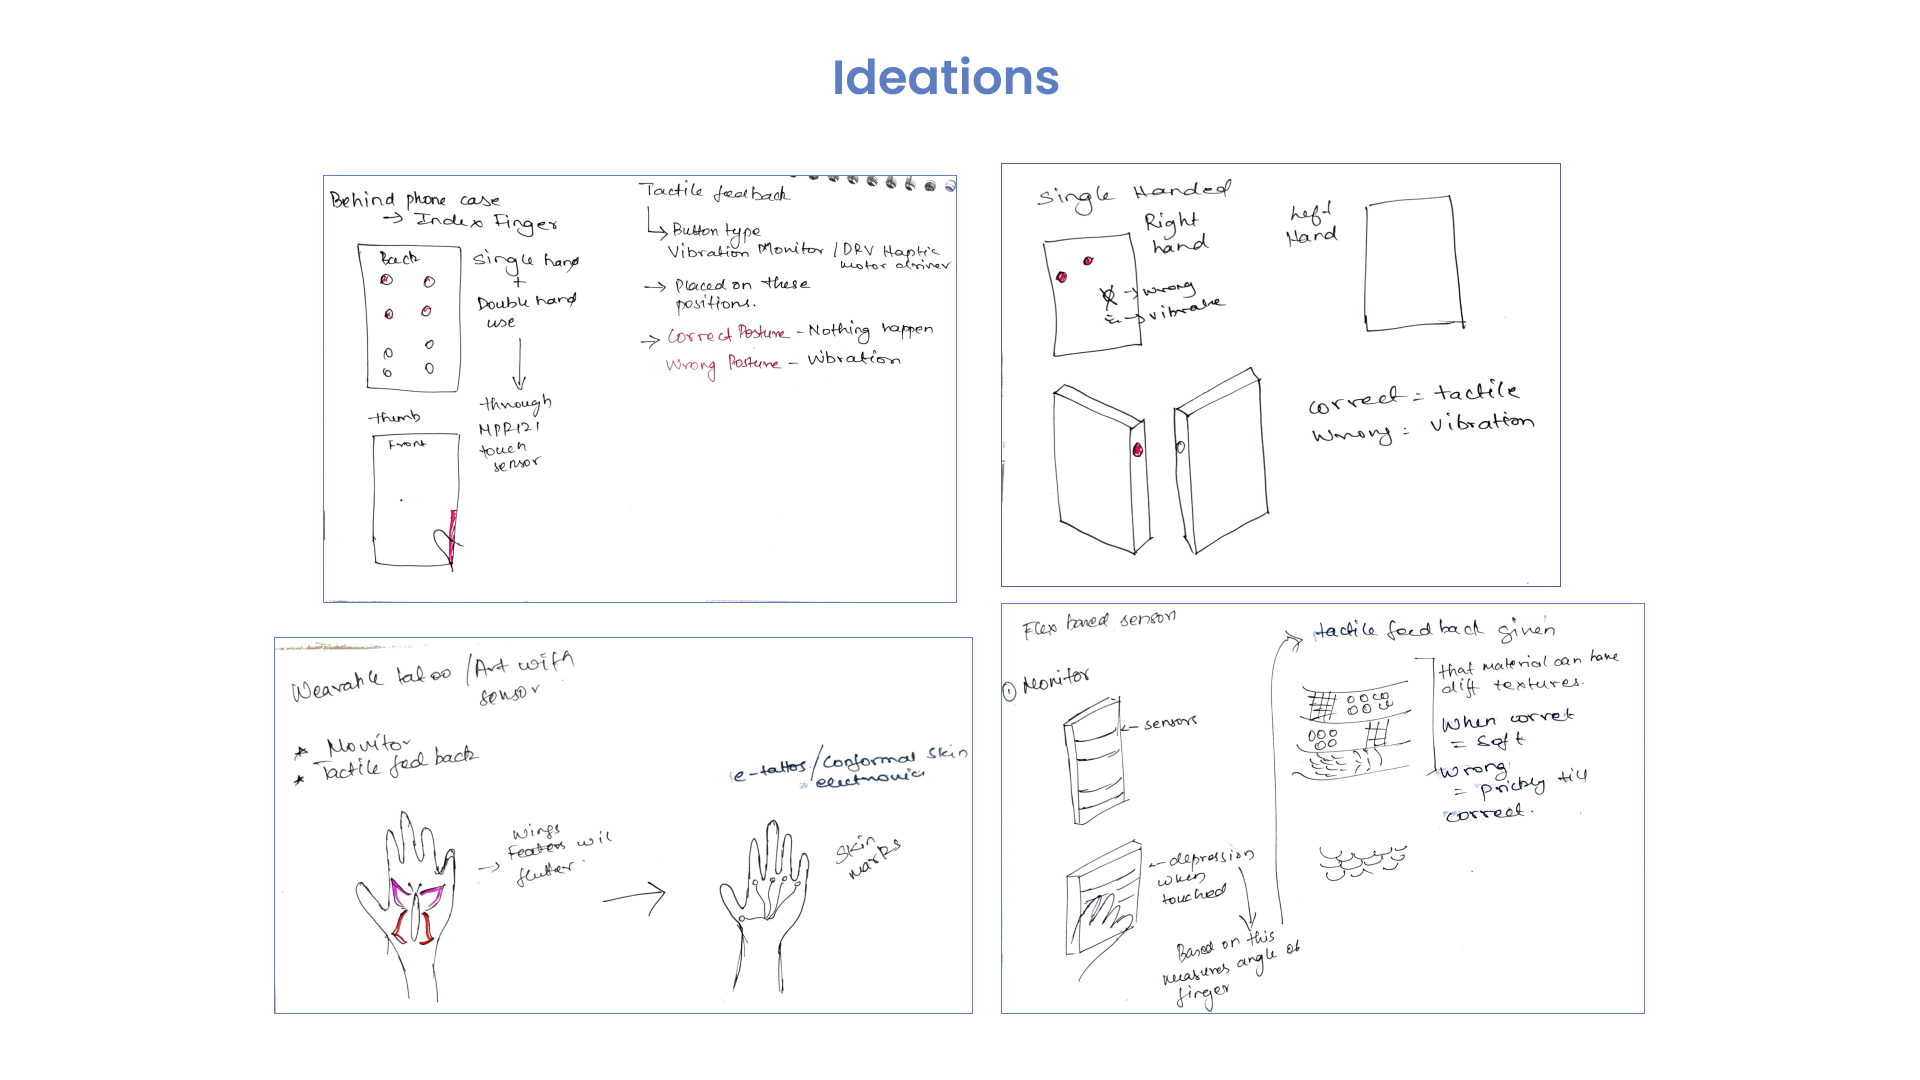 Ideations
Behind phone case
→ Index Finger
Back
Single hand
+
Double hand
use
through
MPR121
touch
sensor
thumb
Front
Tactile feedback
Button type
Vibration Monitor / DRV Haptic
motor driver
→ Placed on these
positions.
→ Correct Posture - Nothing happen
Wrong Posture - Vibration
Single Handed
Right
hand
→ wrong
→ vibrate
Left
Hand
correct = tactile
Wrong = vibration
Wearable tatoo / Art with
sensor
* Monitor
* Tactile feed back
→ Wings
wil
flutter.
e-tattos / Conformal skin
electronics
Skin
warps
Flex based sensor
① Monitor
← sensors
← depression
when
touched
Based on this
measures angle of
finger
tactile feed back given
that material can have
diff textures.
When corret
= Soft
Wrong
= Prickly till
correct.